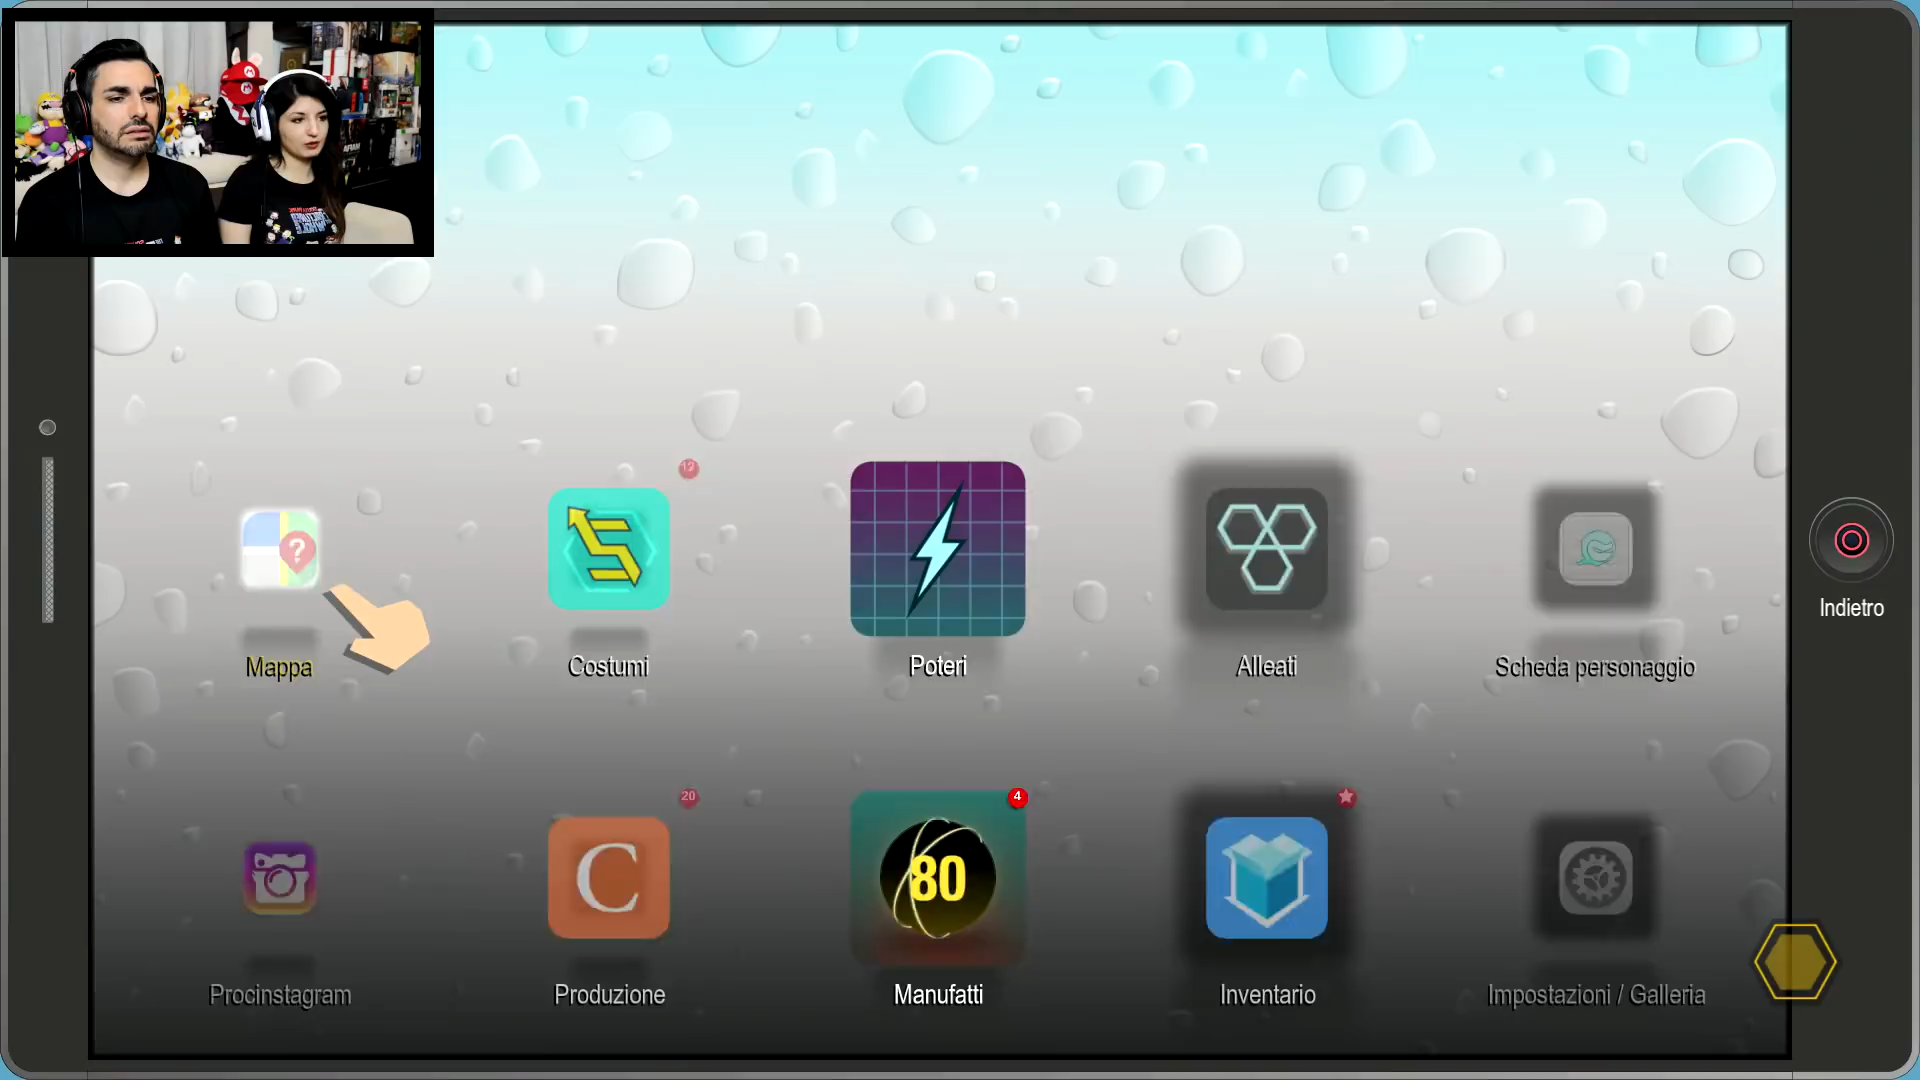 12
?
Mappa
Costumi
Poteri
Alleati
Scheda personaggio
Indietro
20
4
C
80
Procinstagram
Produzione
Manufatti
Inventario
Impostazioni / Galleria